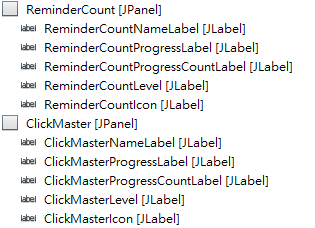 ReminderCount [JPanel]
label ReminderCountNameLabel [JLabel]
label ReminderCountProgressLabel [JLabel]
label ReminderCountProgressCountLabel [JLabel]
label ReminderCountLevel [JLabel]
label ReminderCountIcon [JLabel]
ClickMaster [JPanel]
label ClickMasterNameLabel [JLabel]
label ClickMasterProgressLabel [JLabel]
label ClickMasterProgressCountLabel [JLabel]
label ClickMasterLevel [JLabel]
label ClickMasterIcon [JLabel]